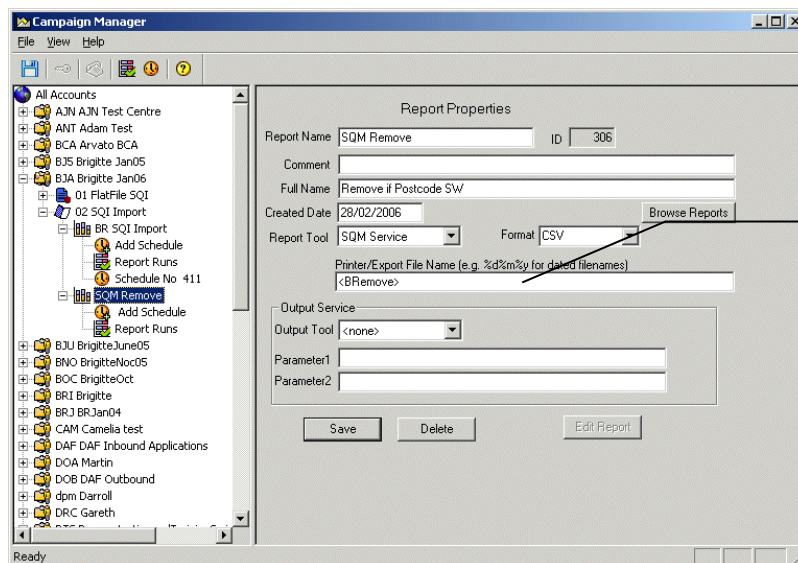 Campaign Manager
File View Help
All Accounts
AJN AJN Test Centre
ANT Adam Test
BCA Arvato BCA
BJ5 Brigitte Jan05
BJA Brigitte Jan06
01 FlatFile SQI
02 SQI Import
BR SQI Import
Add Schedule
Report Runs
Schedule No 411
SQM Remove
Add Schedule
Report Runs
BJU BrigitteJune05
BNO BrigitteNoc05
BOC BrigitteOct
BRI Brigitte
BRJ BRJan04
CAM Camelia test
DAF DAF Inbound Applications
DOA Martin
DOB DAF Outbound
dpm Darroll
DRC Gareth
Report Properties
Report Name SQM Remove ID 306
Comment
Full Name Remove if Postcode SW
Created Date 28/02/2006 Browse Reports
Report Tool SQM Service Format CSV
Printer/Export File Name (e.g. %d%m%y for dated filenames)
<BRemove>
Output Service
Output Tool <none>
Parameter1
Parameter2
Save Delete Edit Report
Ready